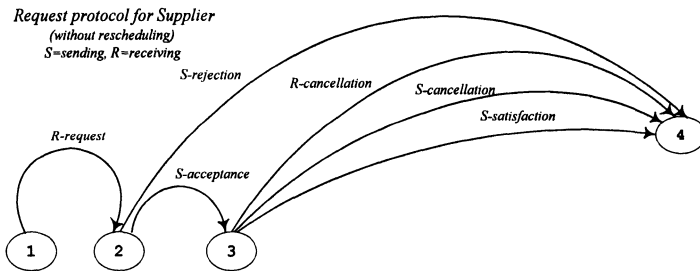 Request protocol for Supplier
(without rescheduling)
S=sending, R=receiving
S-rejection
R-cancellation
S-cancellation
S-satisfaction
R-request
S-acceptance
4
1
2
3